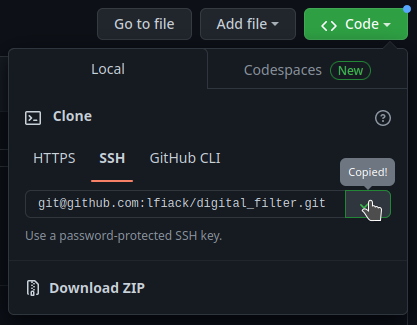 Go to file Add file Code
Local Codespaces New
Clone
HTTPS SSH GitHub CLI
Copied!
git@github.com:lfiack/digital_filter.git
Use a password-protected SSH key.
Download ZIP